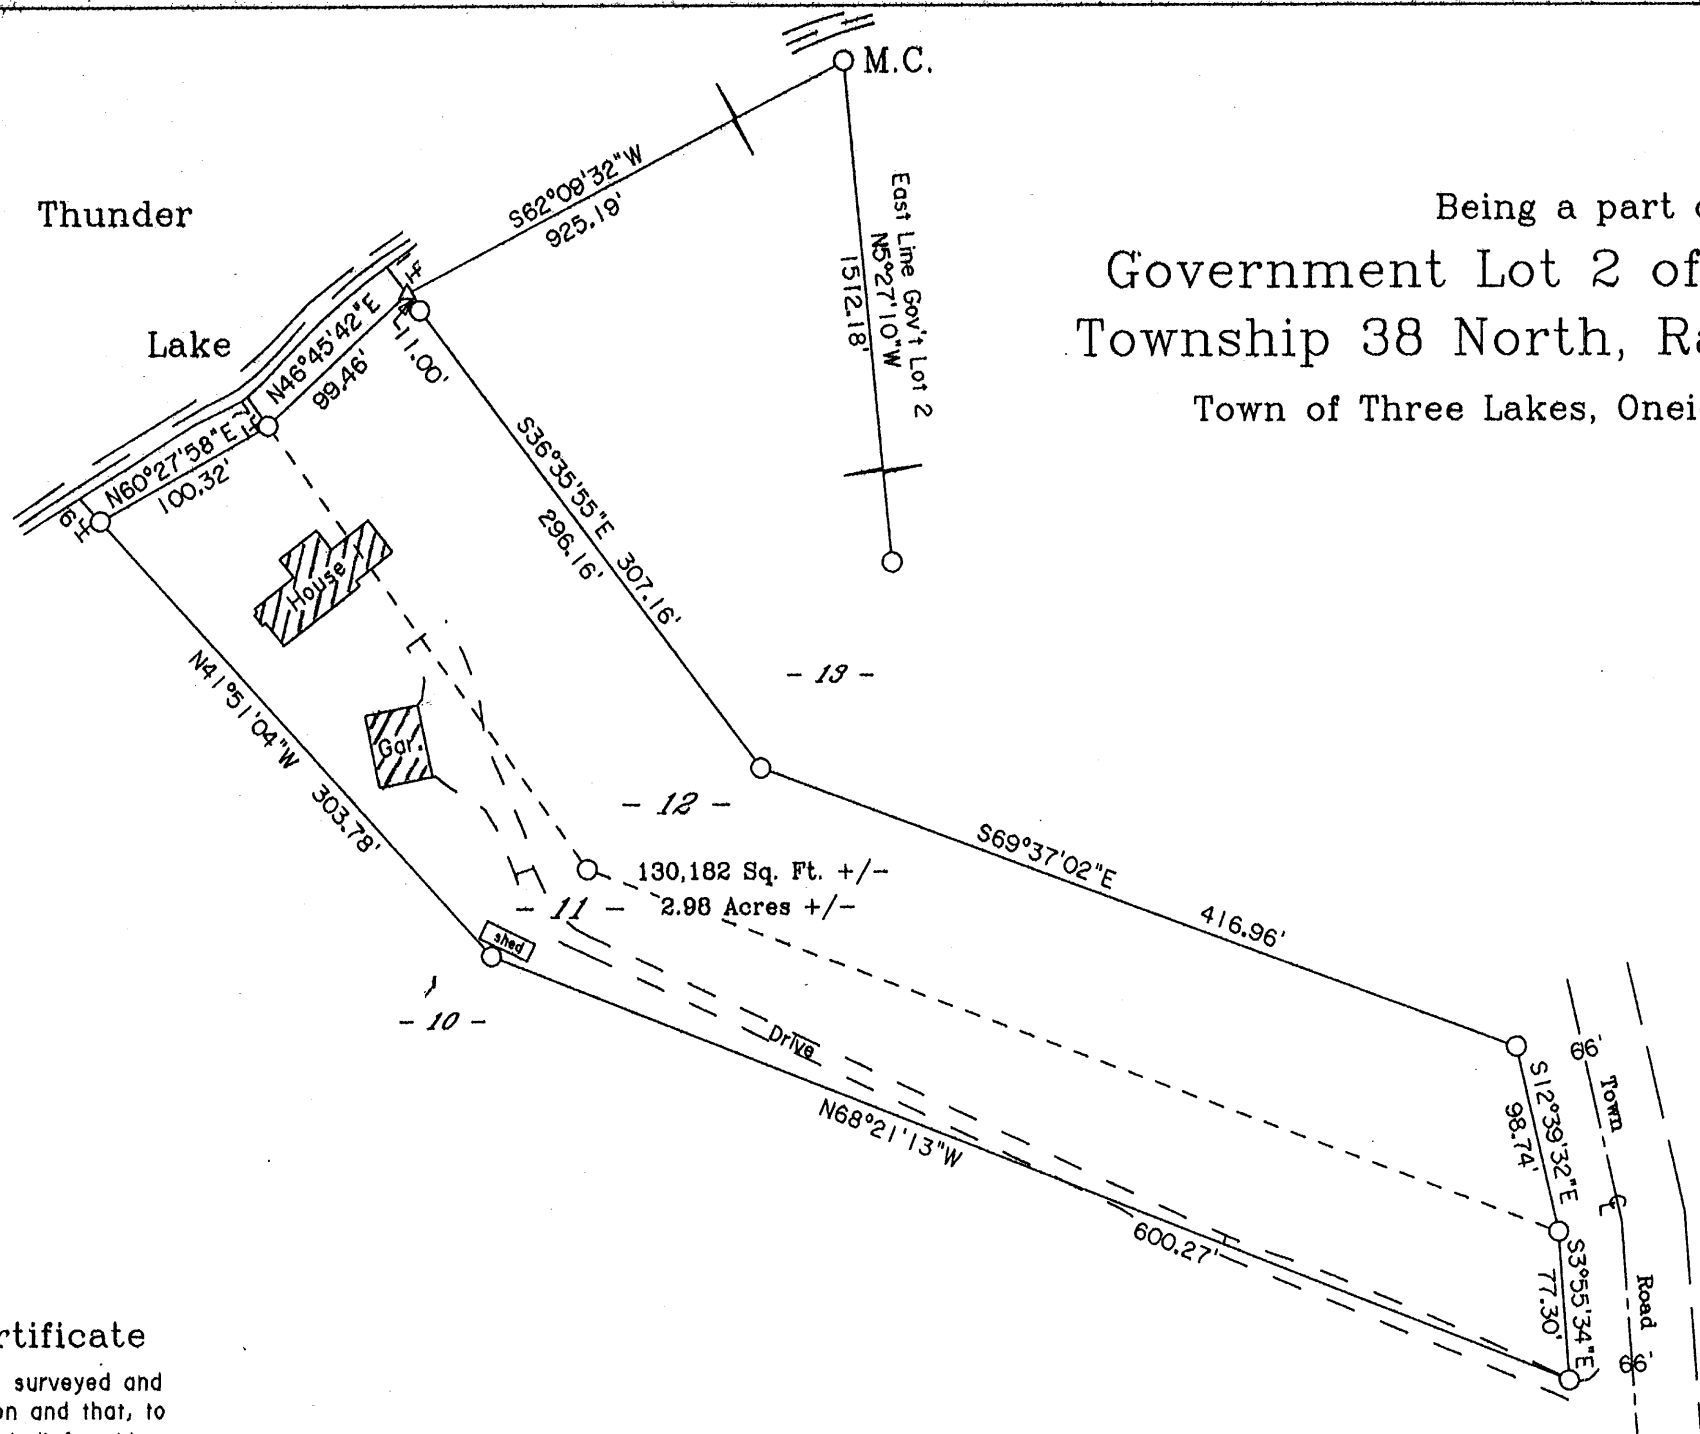 M.C.
S62°09'32"W
925.19'
Thunder
Lake
East Line Gov't Lot 2
N5°27'10"W
1512.18'
Being a part
Government Lot 2 of
Township 38 North,
Town of Three Lakes,
N46°45'42"E
99.46'
11.00'
N60°27'58"E
100.32'
S36°35'55"E 307.16'
296.16'
House
N41°51'04"W 303.78'
Gar.
- 13 -
- 12 -
130,182 Sq. Ft. +/-
- 11 - 2.98 Acres +/-
shed
- 10 -
S69°37'02"E
416.96'
Drive
N68°21'13"W
600.27'
S12°39'32"E
98.74'
66'
Town
S3°55'34"E
77.30'
Road
66'
surveyed and
and that, to